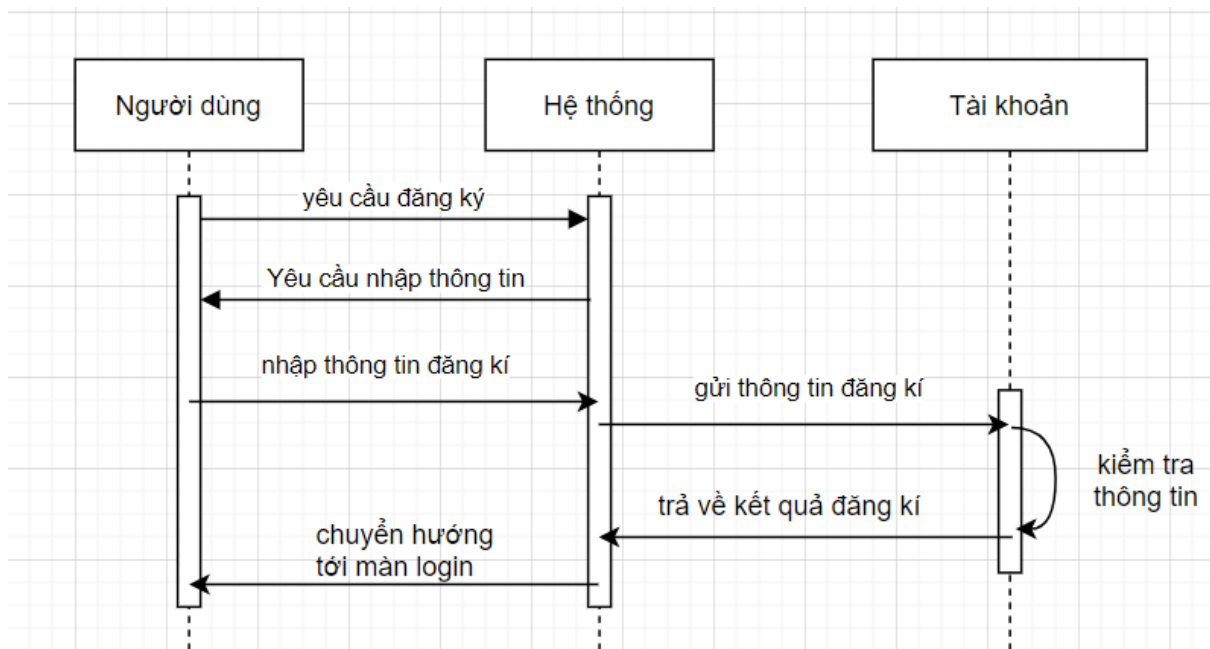 Người dùng
Hệ thống
Tài khoản
yêu cầu đăng ký
Yêu cầu nhập thông tin
nhập thông tin đăng kí
gửi thông tin đăng kí
kiểm tra
thông tin
trả về kết quả đăng kí
chuyển hướng
tới màn login